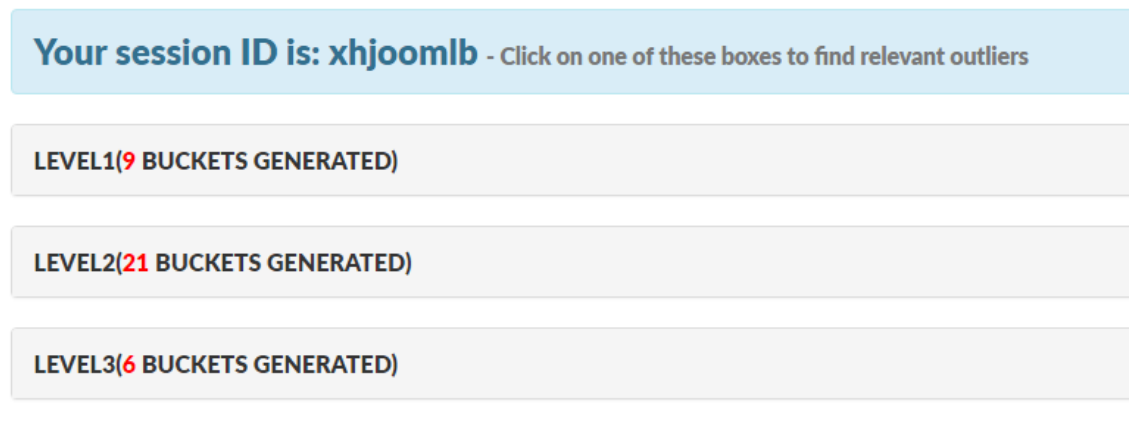 Your session ID is: xhjoomlb - Click on one of these boxes to find relevant outliers
LEVEL1(9 BUCKETS GENERATED)
LEVEL2(21 BUCKETS GENERATED)
LEVEL3(6 BUCKETS GENERATED)